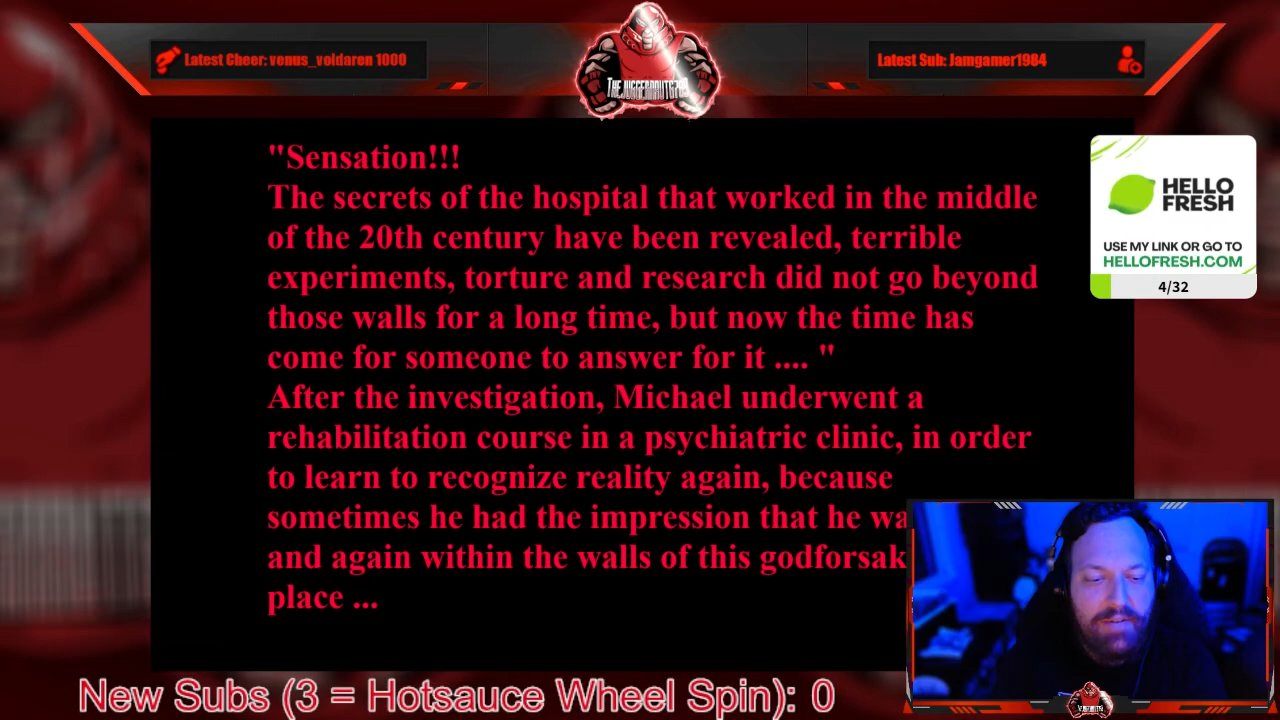 Latest Cheer: venus_voldaren 1000
THEJUGGERNAUT789
Latest Sub: Jamgamer1984
"Sensation!!!
The secrets of the hospital that worked in the middle
of the 20th century have been revealed, terrible
experiments, torture and research did not go beyond
those walls for a long time, but now the time has
come for someone to answer for it .... "
After the investigation, Michael underwent a
rehabilitation course in a psychiatric clinic, in order
to learn to recognize reality again, because
sometimes he had the impression that he wa
and again within the walls of this godforsak
place ...
HELLO
FRESH
USE MY LINK OR GO TO
HELLOFRESH.COM
4/32
New Subs (3 = Hotsauce Wheel Spin): 0